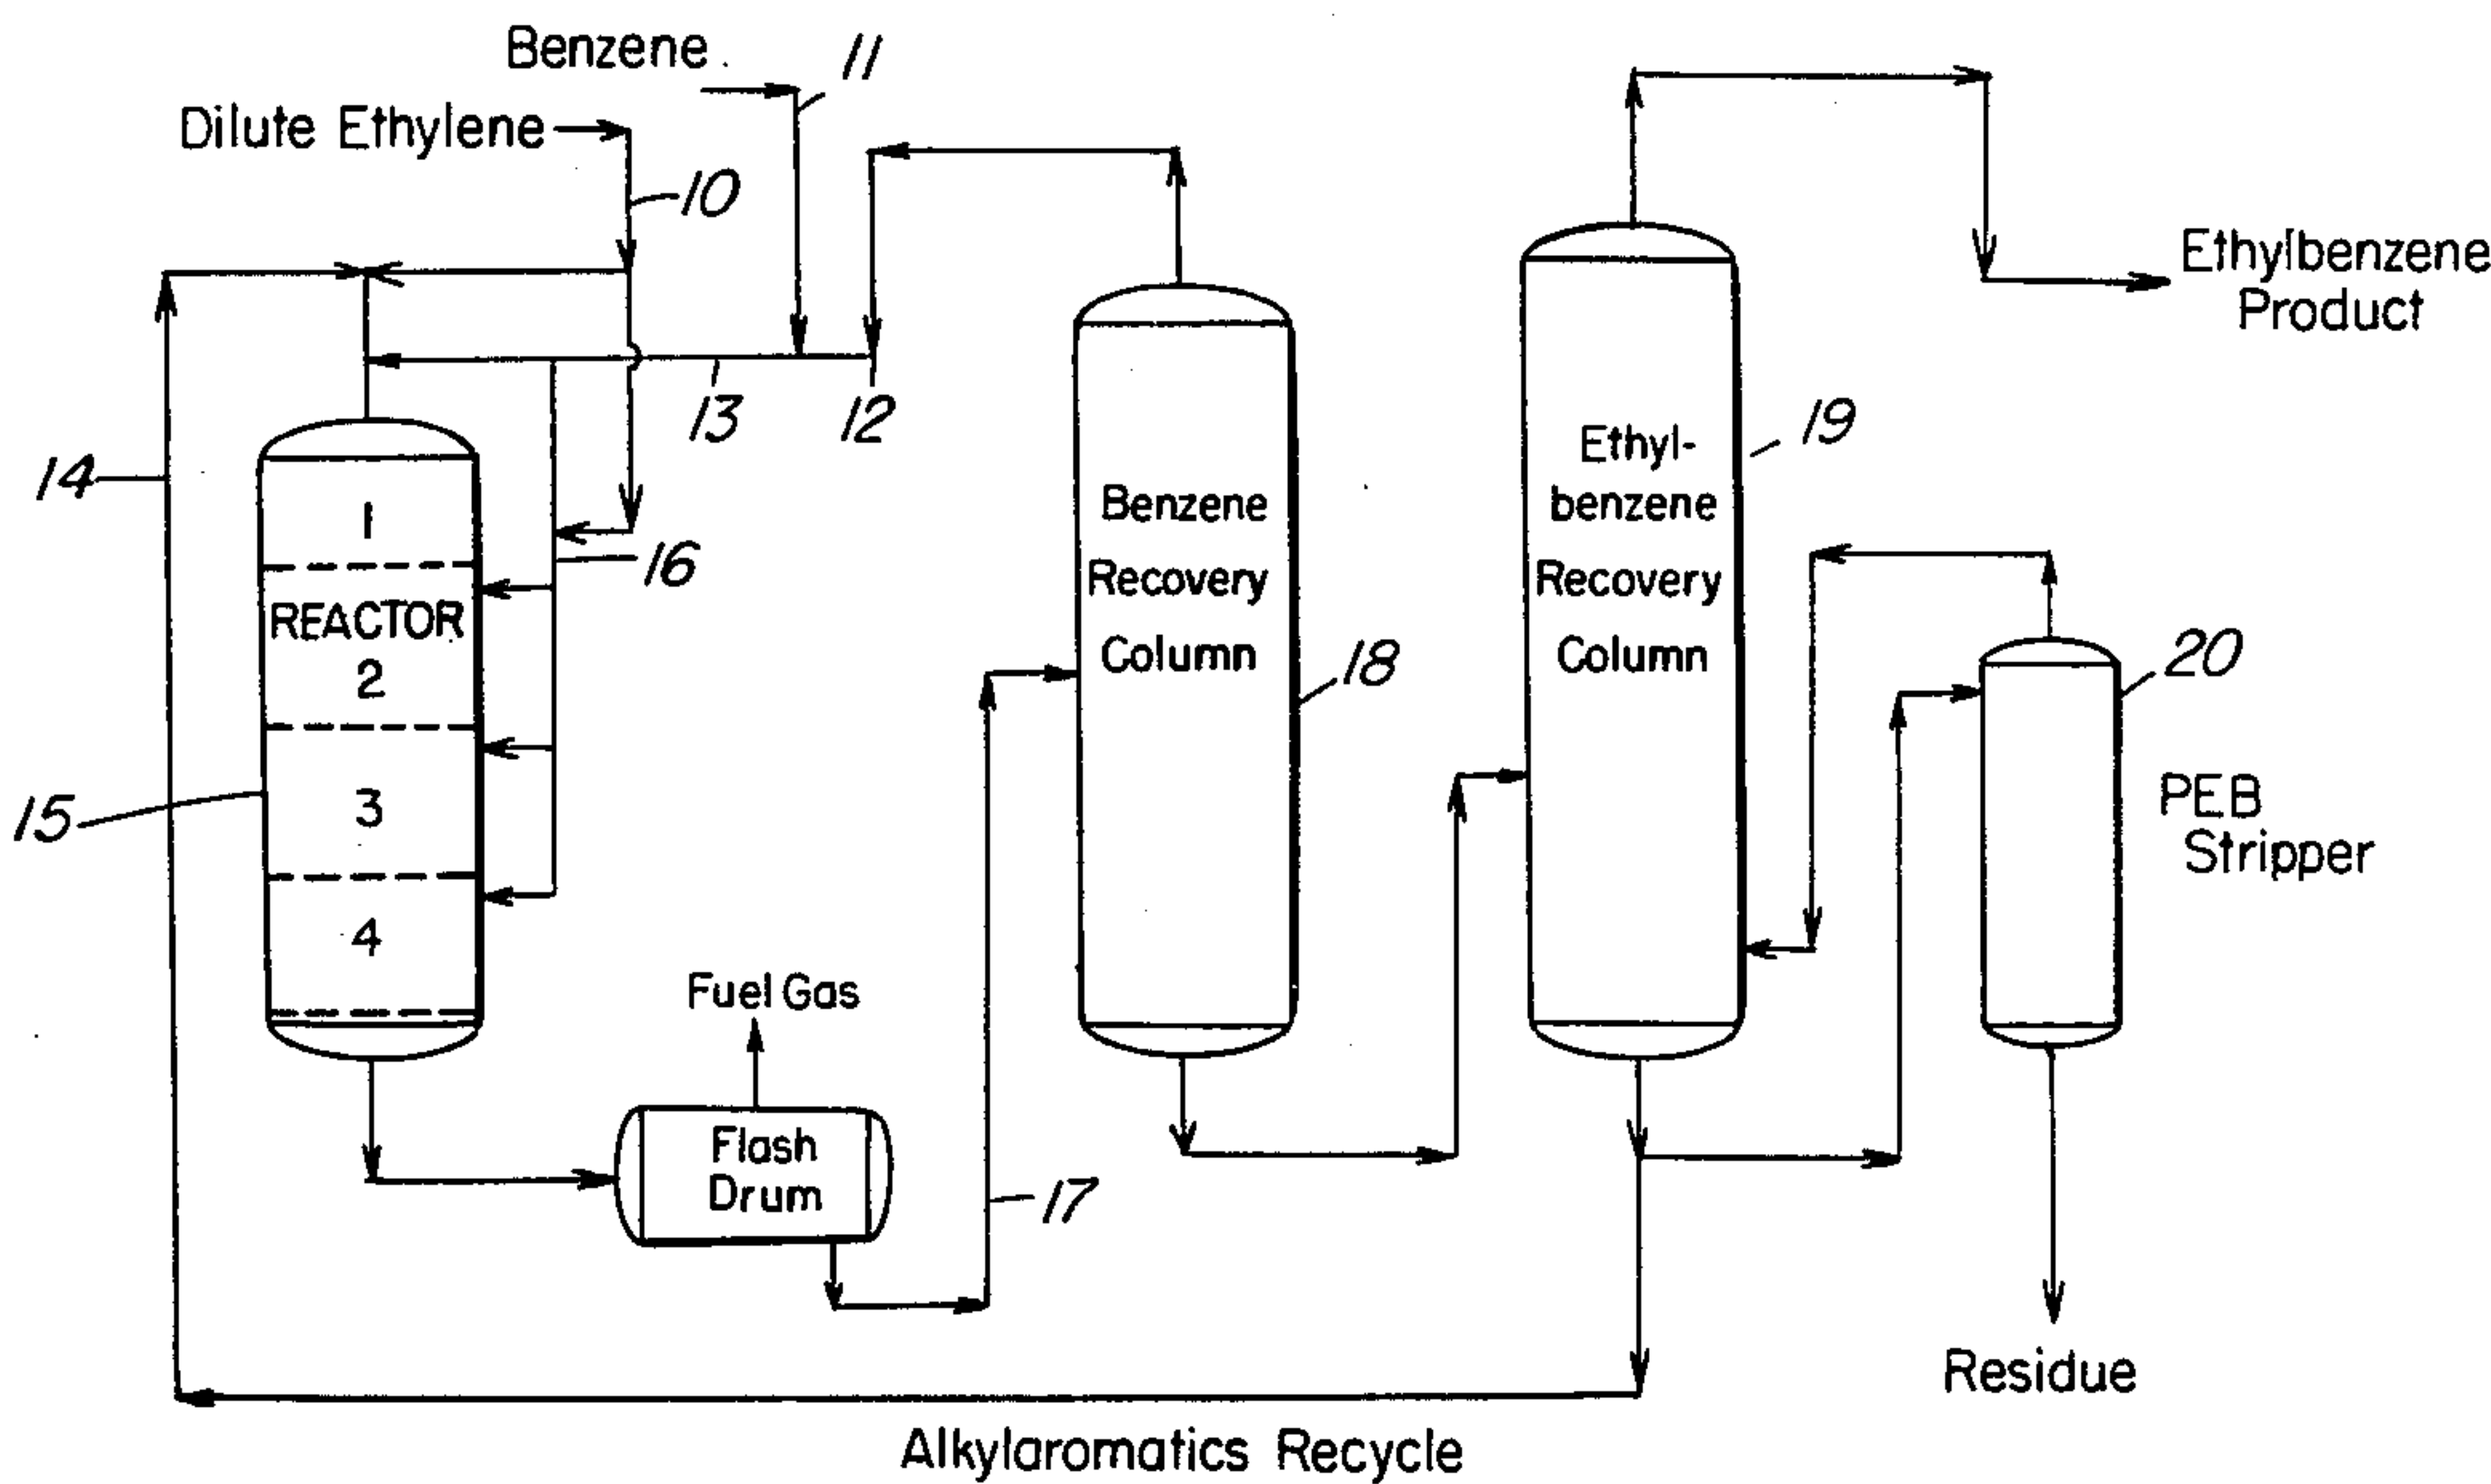 Benzene
11
Dilute Ethylene
10
Ethylbenzene
Product
13
12
14
19
Ethyl-
benzene
Recovery
Column
Benzene
Recovery
Column
1
16
REACTOR
2
18
20
15
3
PEB
Stripper
4
Fuel Gas
Flash
Drum
17
Residue
Alkylaromatics Recycle